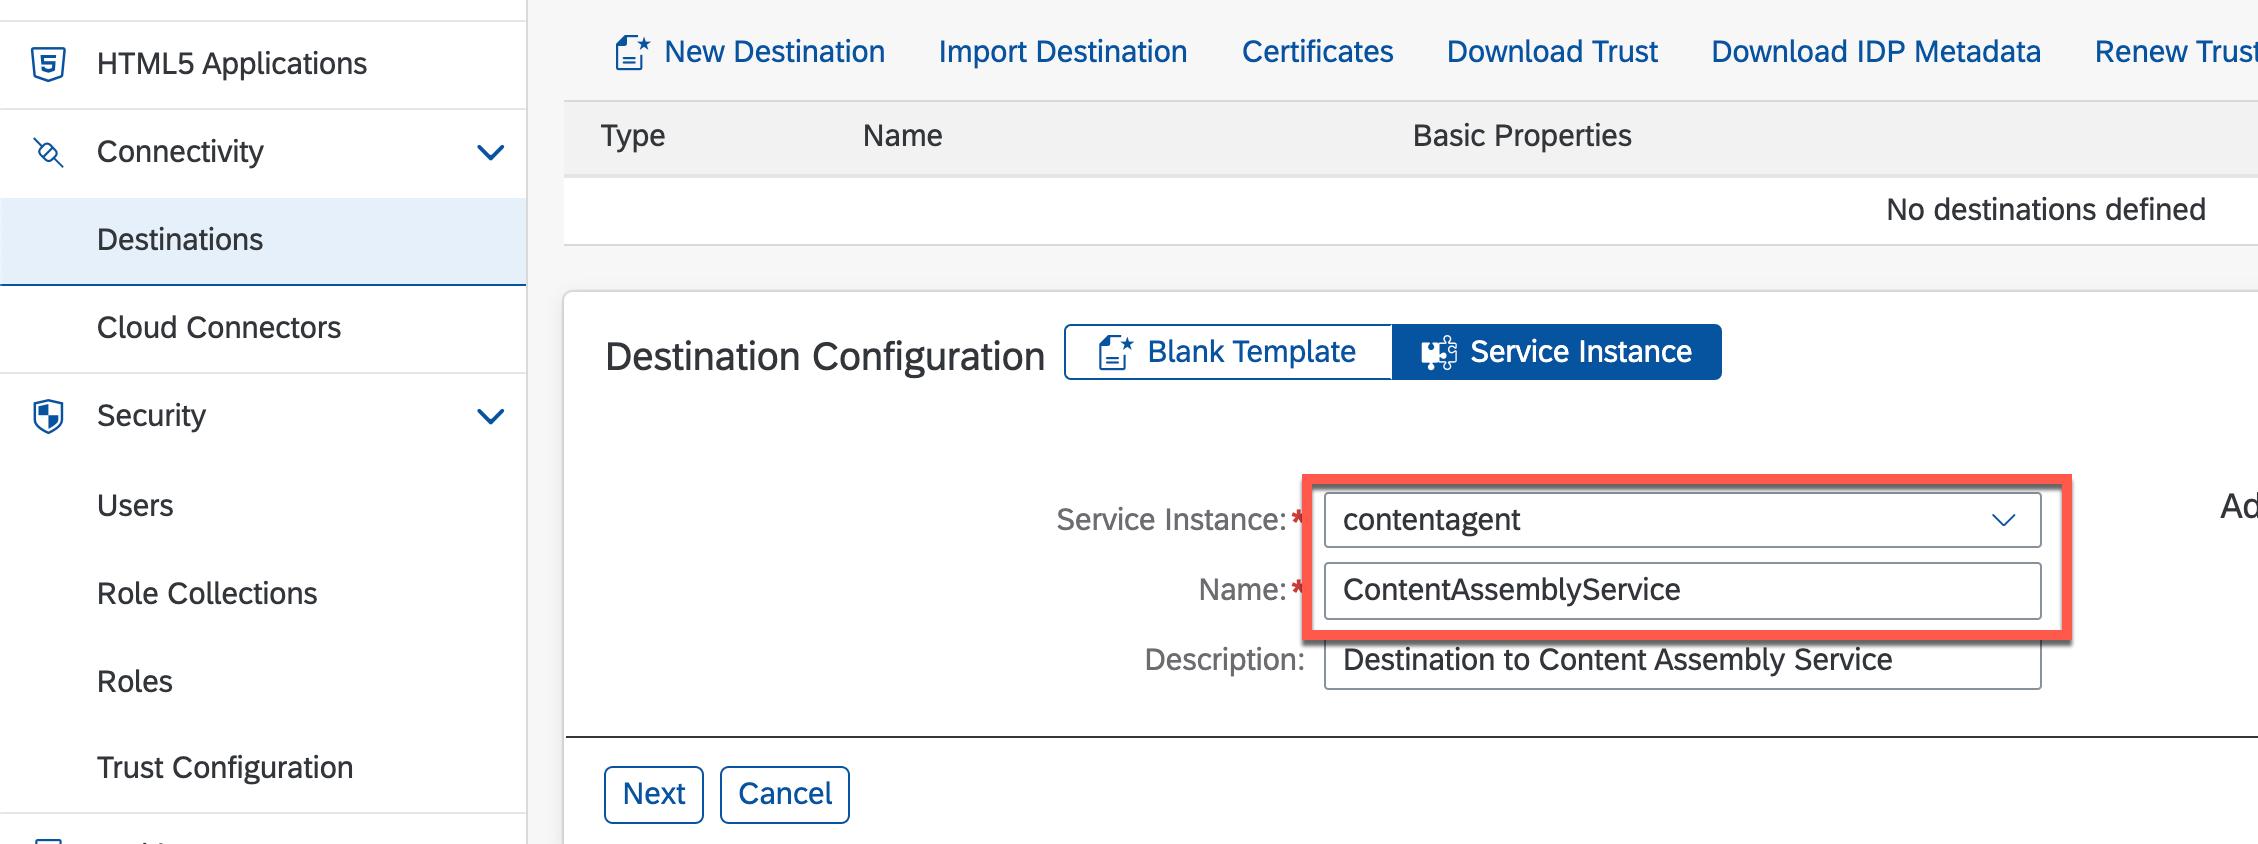 HTML5 Applications
Connectivity
Destinations
Cloud Connectors
Security
Users
Role Collections
Roles
Trust Configuration
New Destination Import Destination Certificates Download Trust Download IDP Metadata Renew Trust
Type Name Basic Properties
No destinations defined
Destination Configuration Blank Template Service Instance
Service Instance:* contentagent
Name:* ContentAssemblyService
Description: Destination to Content Assembly Service
Next Cancel